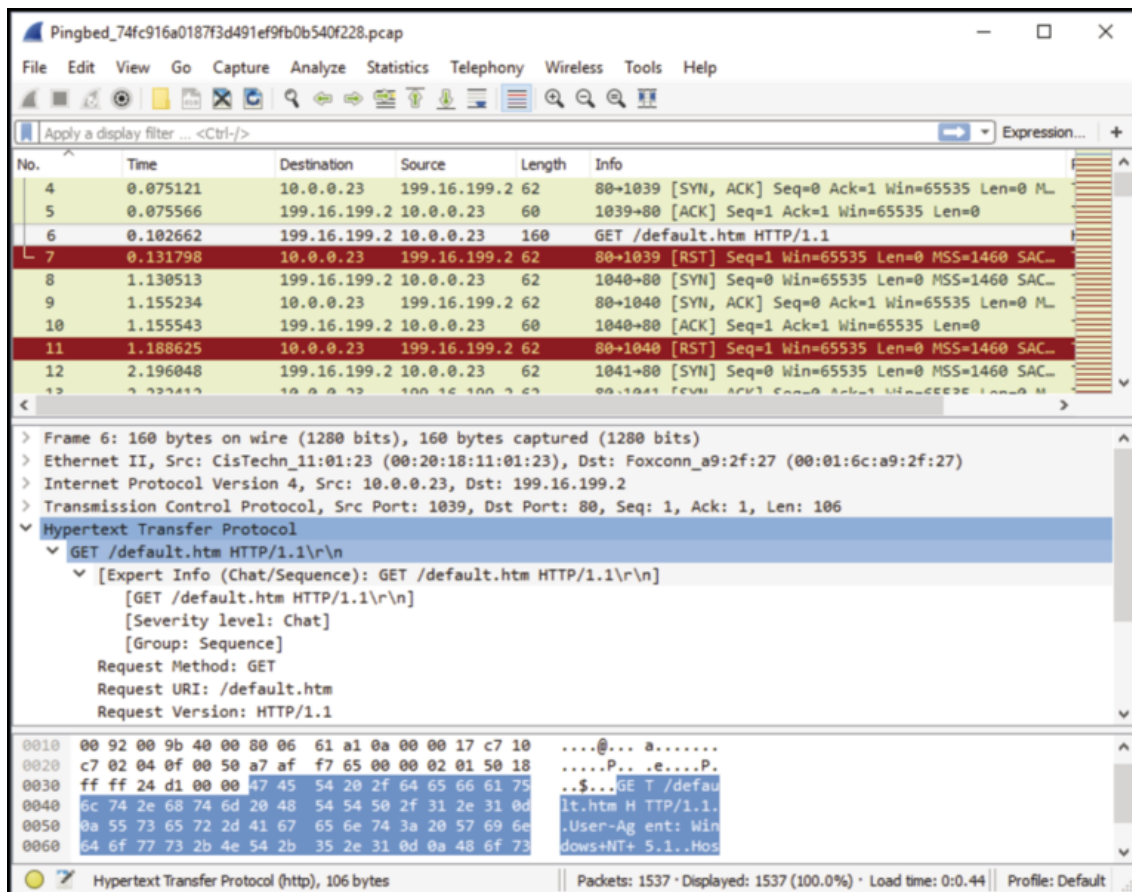 Pingbed_74fc916a0187f3d491ef9fb0b540f228.pcap
File Edit View Go Capture Analyze Statistics Telephony Wireless Tools Help
Apply a display filter ... <Ctrl-/> Expression... +
No. Time Destination Source Length Info
4 0.075121 10.0.0.23 199.16.199.2 62 80→1039 [SYN, ACK] Seq=0 Ack=1 Win=65535 Len=0 M…
5 0.075566 199.16.199.2 10.0.0.23 60 1039→80 [ACK] Seq=1 Ack=1 Win=65535 Len=0
6 0.102662 199.16.199.2 10.0.0.23 160 GET /default.htm HTTP/1.1
7 0.131798 10.0.0.23 199.16.199.2 62 80→1039 [RST] Seq=1 Win=65535 Len=0 MSS=1460 SAC…
8 1.130513 199.16.199.2 10.0.0.23 62 1040→80 [SYN] Seq=0 Win=65535 Len=0 MSS=1460 SAC…
9 1.155234 10.0.0.23 199.16.199.2 62 80→1040 [SYN, ACK] Seq=0 Ack=1 Win=65535 Len=0 M…
10 1.155543 199.16.199.2 10.0.0.23 60 1040→80 [ACK] Seq=1 Ack=1 Win=65535 Len=0
11 1.188625 10.0.0.23 199.16.199.2 62 80→1040 [RST] Seq=1 Win=65535 Len=0 MSS=1460 SAC…
12 2.196048 199.16.199.2 10.0.0.23 62 1041→80 [SYN] Seq=0 Win=65535 Len=0 MSS=1460 SAC…
Frame 6: 160 bytes on wire (1280 bits), 160 bytes captured (1280 bits)
Ethernet II, Src: CisTechn_11:01:23 (00:20:18:11:01:23), Dst: Foxconn_a9:2f:27 (00:01:6c:a9:2f:27)
Internet Protocol Version 4, Src: 10.0.0.23, Dst: 199.16.199.2
Transmission Control Protocol, Src Port: 1039, Dst Port: 80, Seq: 1, Ack: 1, Len: 106
Hypertext Transfer Protocol
GET /default.htm HTTP/1.1\r\n
[Expert Info (Chat/Sequence): GET /default.htm HTTP/1.1\r\n]
[GET /default.htm HTTP/1.1\r\n]
[Severity level: Chat]
[Group: Sequence]
Request Method: GET
Request URI: /default.htm
Request Version: HTTP/1.1
0010 00 92 00 9b 40 00 80 06 61 a1 0a 00 00 17 c7 10 ....@... a.......
0020 c7 02 04 0f 00 50 a7 af f7 65 00 00 02 01 50 18 .....P.. .e....P.
0030 ff ff 24 d1 00 00 47 45 54 20 2f 64 65 66 61 75 ..$...GE T /defau
0040 6c 74 2e 68 74 6d 20 48 54 54 50 2f 31 2e 31 0d lt.htm H TTP/1.1.
0050 0a 55 73 65 72 2d 41 67 65 6e 74 3a 20 57 69 6e .User-Ag ent: Win
0060 64 6f 77 73 2b 4e 54 2b 35 2e 31 0d 0a 48 6f 73 dows+NT+ 5.1..Hos
Hypertext Transfer Protocol (http), 106 bytes Packets: 1537 · Displayed: 1537 (100.0%) · Load time: 0:0.44 Profile: Default